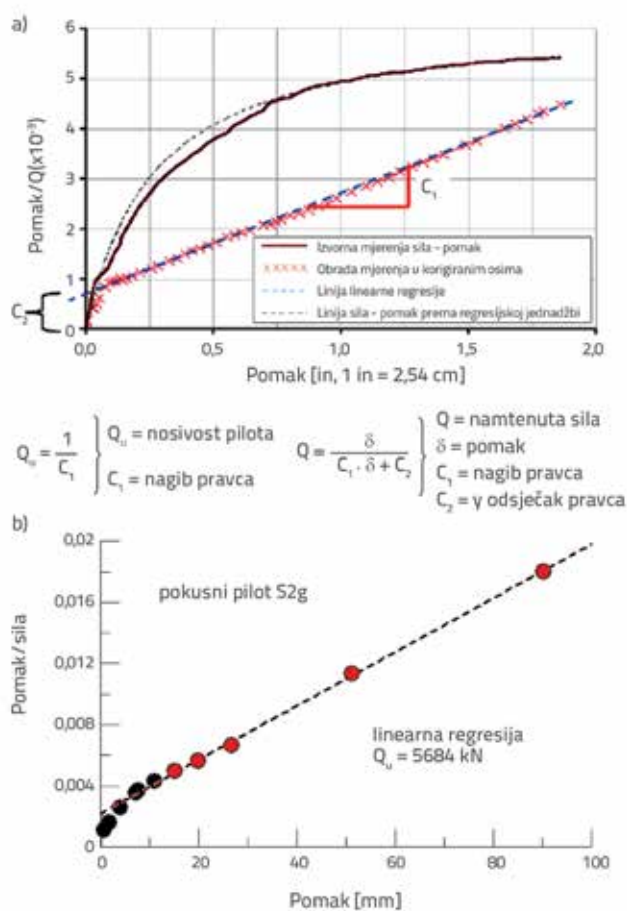 a)
6
5
4
3
2
1
0
Pomak/Q(x10⁻³)
C₂
C₁
Izvorna mjerenja sila - pomak
Obrada mjerenja u korigiranim osima
Linija linearne regresije
Linija sila - pomak prema regresijskoj jednadžbi
0,0 0,5 1,0 1,5 2,0
Pomak [in, 1 in = 2,54 cm]
Qᵤ = 1/C₁
Qᵤ = nosivost pilota
C₁ = nagib pravca
Q = δ/(C₁ · δ + C₂)
Q = namtenuta sila
δ = pomak
C₁ = nagib pravca
C₂ = y odsječak pravca
b)
0,02
0,016
0,012
0,008
0,004
0
Pomak/sila
pokusni pilot S2g
linearna regresija
Qᵤ = 5684 kN
0 20 40 60 80 100
Pomak [mm]